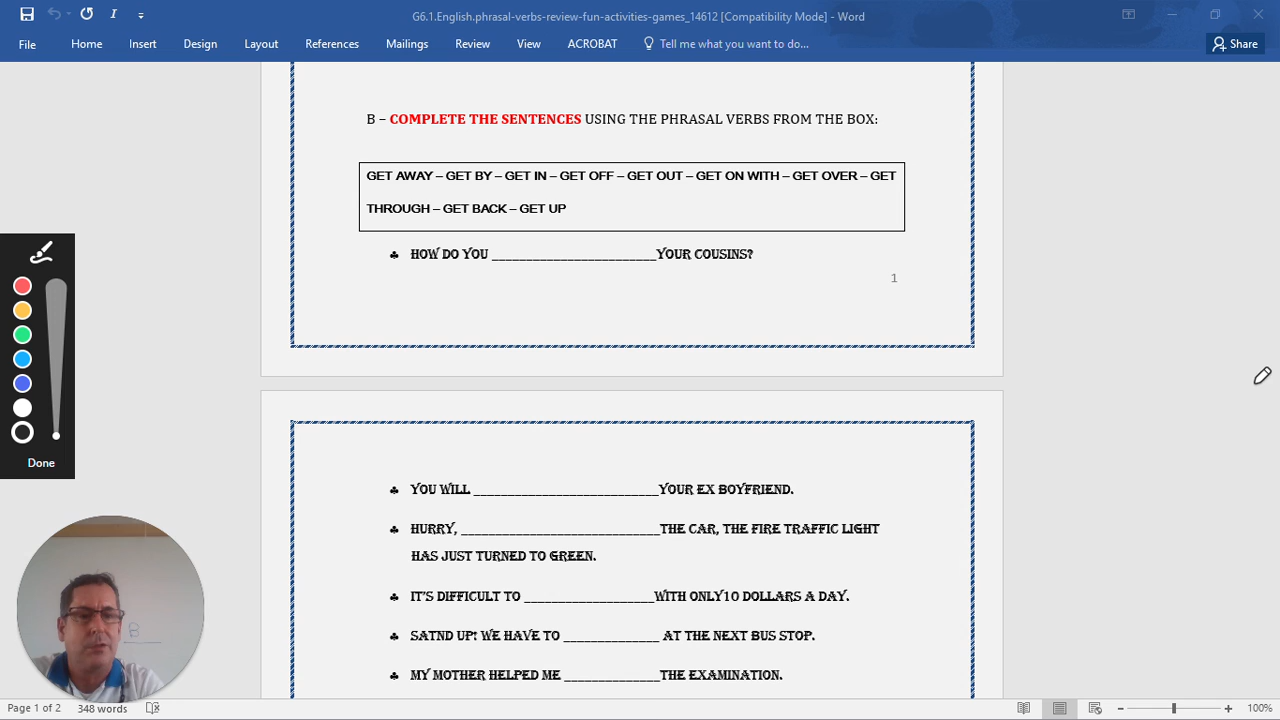 G6.1.English.phrasal-verbs-review-fun-activities-games_14612 [Compatibility Mode] - Word
File Home Insert Design Layout References Mailings Review View ACROBAT Tell me what you want to do... Share
B – COMPLETE THE SENTENCES USING THE PHRASAL VERBS FROM THE BOX:
GET AWAY – GET BY – GET IN – GET OFF – GET OUT – GET ON WITH – GET OVER – GET
THROUGH – GET BACK – GET UP
♣ HOW DO YOU ________________________YOUR COUSINS?
1
♣ YOU WILL ___________________________YOUR EX BOYFRIEND.
♣ HURRY, _____________________________THE CAR, THE FIRE TRAFFIC LIGHT
HAS JUST TURNED TO GREEN.
♣ IT'S DIFFICULT TO ___________________WITH ONLY10 DOLLARS A DAY.
♣ SATND UP! WE HAVE TO ______________ AT THE NEXT BUS STOP.
♣ MY MOTHER HELPED ME ______________THE EXAMINATION.
Done
B
Page 1 of 2 348 words 100%